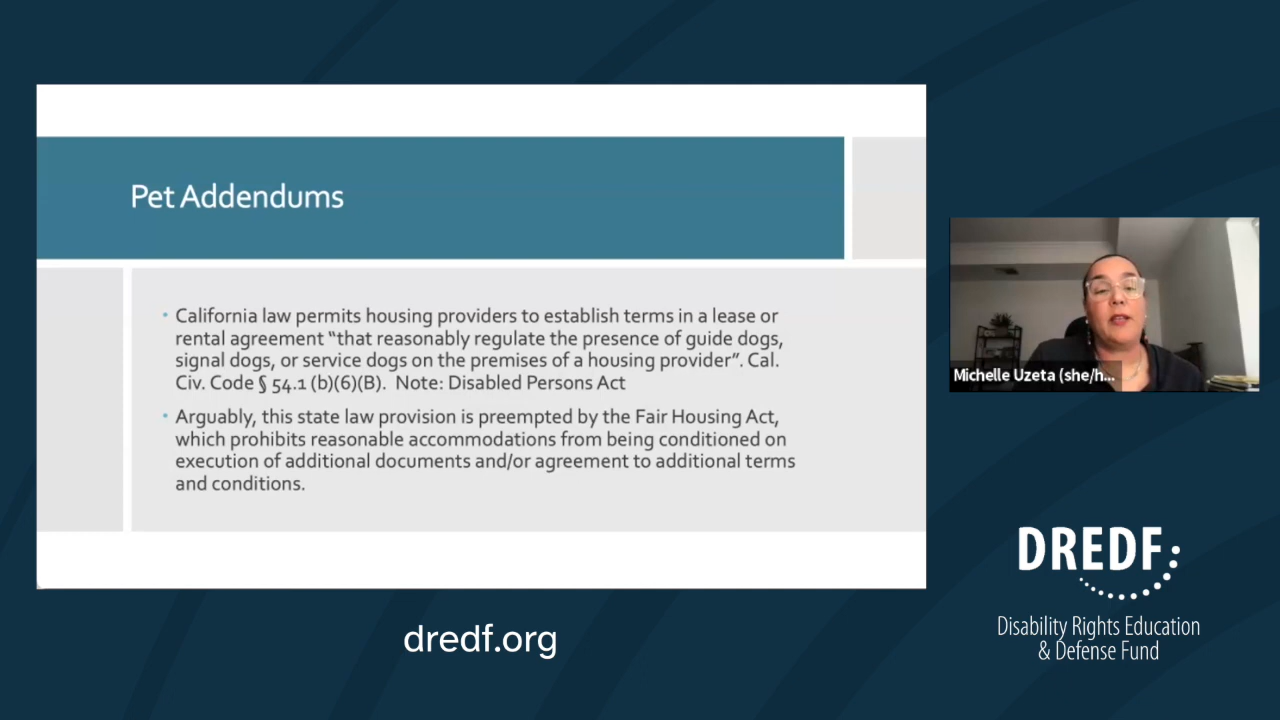 Pet Addendums
• California law permits housing providers to establish terms in a lease or
rental agreement “that reasonably regulate the presence of guide dogs,
signal dogs, or service dogs on the premises of a housing provider”. Cal.
Civ. Code § 54.1 (b)(6)(B).  Note: Disabled Persons Act
• Arguably, this state law provision is preempted by the Fair Housing Act,
which prohibits reasonable accommodations from being conditioned on
execution of additional documents and/or agreement to additional terms
and conditions.
Michelle Uzeta (she/h...
dredf.org
DREDF
Disability Rights Education
& Defense Fund